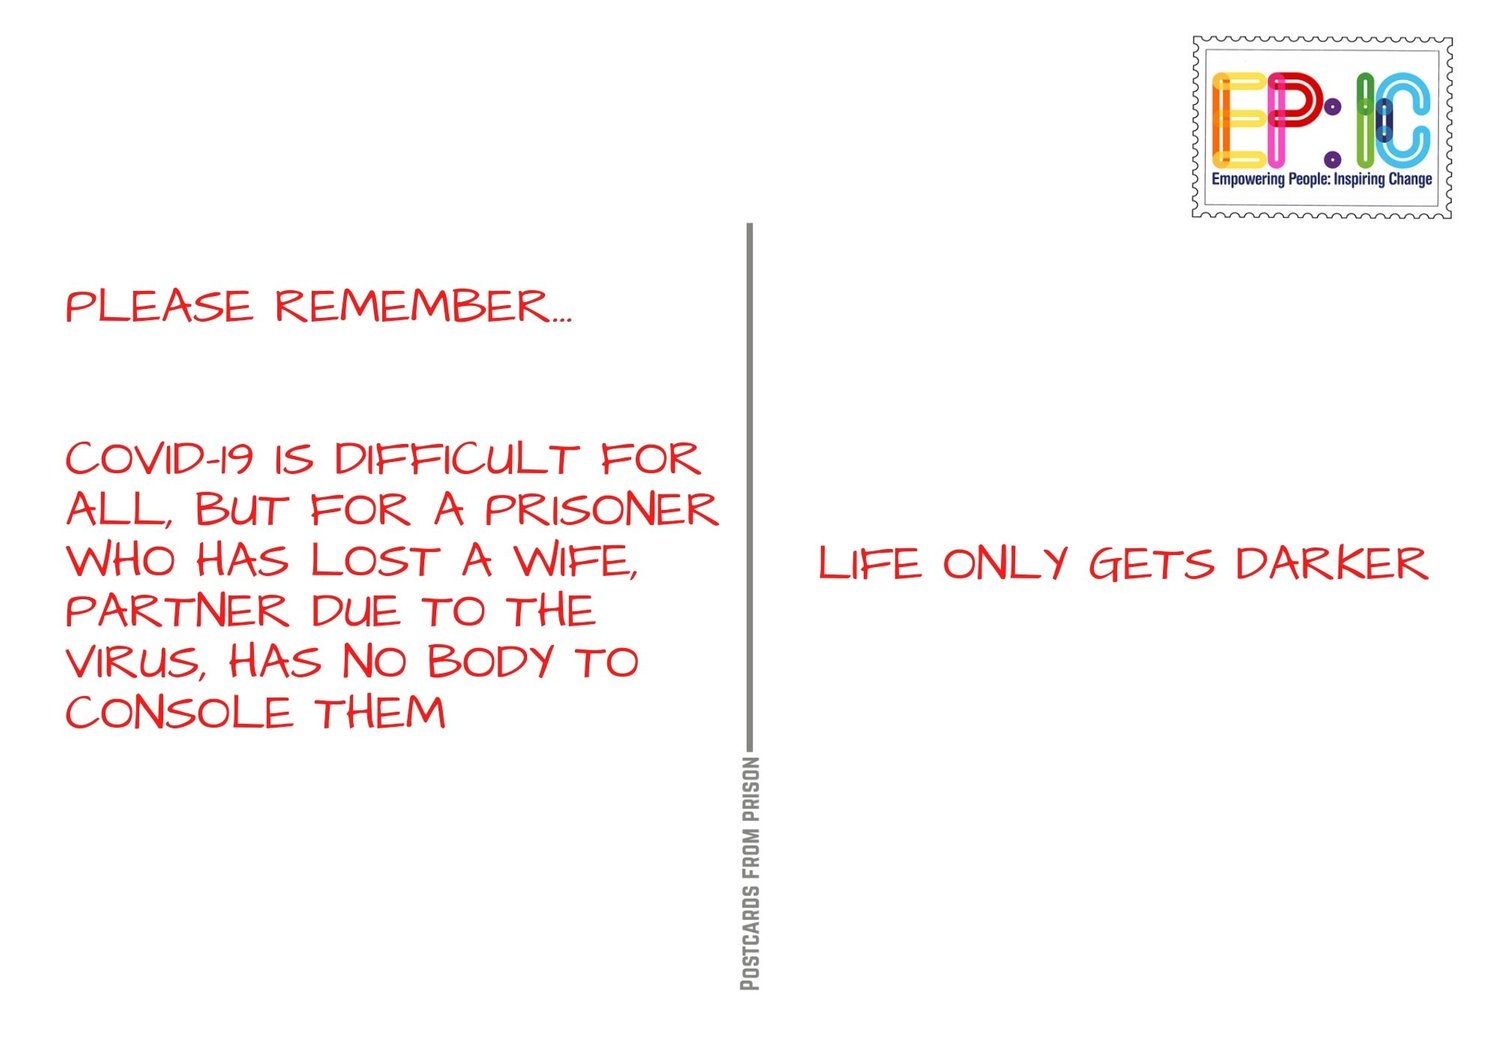 EP:IC
Empowering People: Inspiring Change
PLEASE REMEMBER...
COVID-19 IS DIFFICULT FOR
ALL, BUT FOR A PRISONER
WHO HAS LOST A WIFE,
PARTNER DUE TO THE
VIRUS, HAS NO BODY TO
CONSOLE THEM
LIFE ONLY GETS DARKER
POSTCARDS FROM PRISON